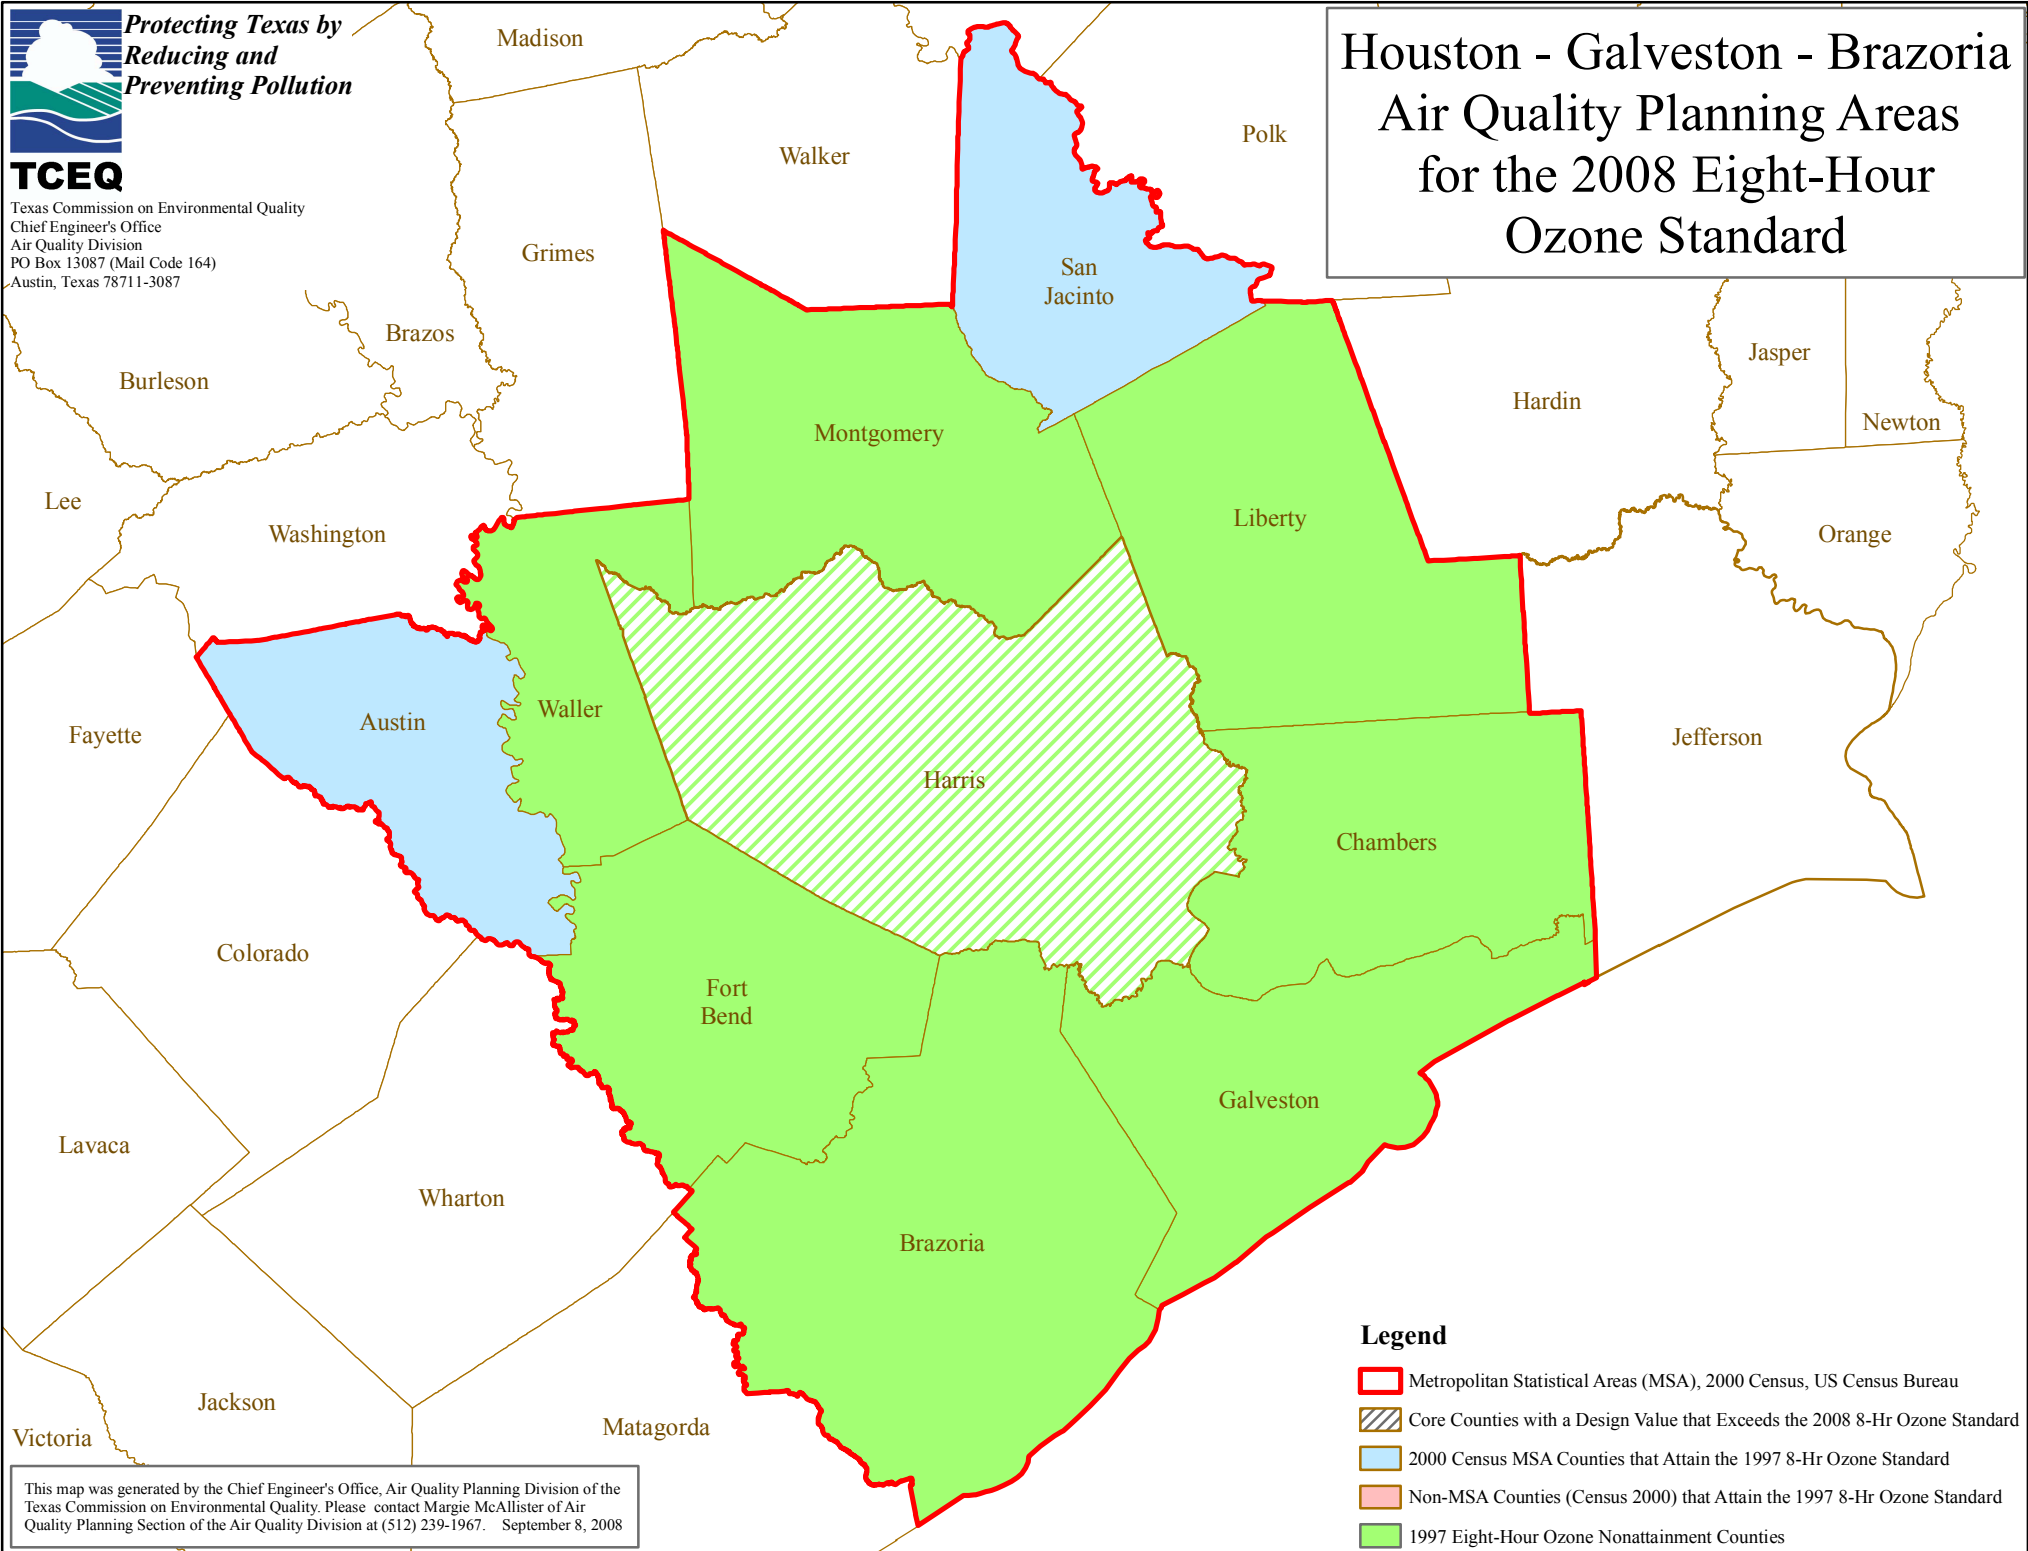 Protecting Texas by
Reducing and
Preventing Pollution
TCEQ
Texas Commission on Environmental Quality
Chief Engineer's Office
Air Quality Division
PO Box 13087 (Mail Code 164)
Austin, Texas 78711-3087
Houston - Galveston - Brazoria
Air Quality Planning Areas
for the 2008 Eight-Hour
Ozone Standard
Madison
Walker
Polk
Grimes
San
Jacinto
Brazos
Burleson
Jasper
Hardin
Newton
Montgomery
Lee
Washington
Liberty
Orange
Fayette
Austin
Waller
Harris
Jefferson
Chambers
Colorado
Fort
Bend
Galveston
Lavaca
Wharton
Brazoria
Jackson
Victoria
Matagorda
Legend
Metropolitan Statistical Areas (MSA), 2000 Census, US Census Bureau
Core Counties with a Design Value that Exceeds the 2008 8-Hr Ozone Standard
2000 Census MSA Counties that Attain the 1997 8-Hr Ozone Standard
Non-MSA Counties (Census 2000) that Attain the 1997 8-Hr Ozone Standard
1997 Eight-Hour Ozone Nonattainment Counties
This map was generated by the Chief Engineer's Office, Air Quality Planning Division of the
Texas Commission on Environmental Quality. Please contact Margie McAllister of Air
Quality Planning Section of the Air Quality Division at (512) 239-1967. September 8, 2008